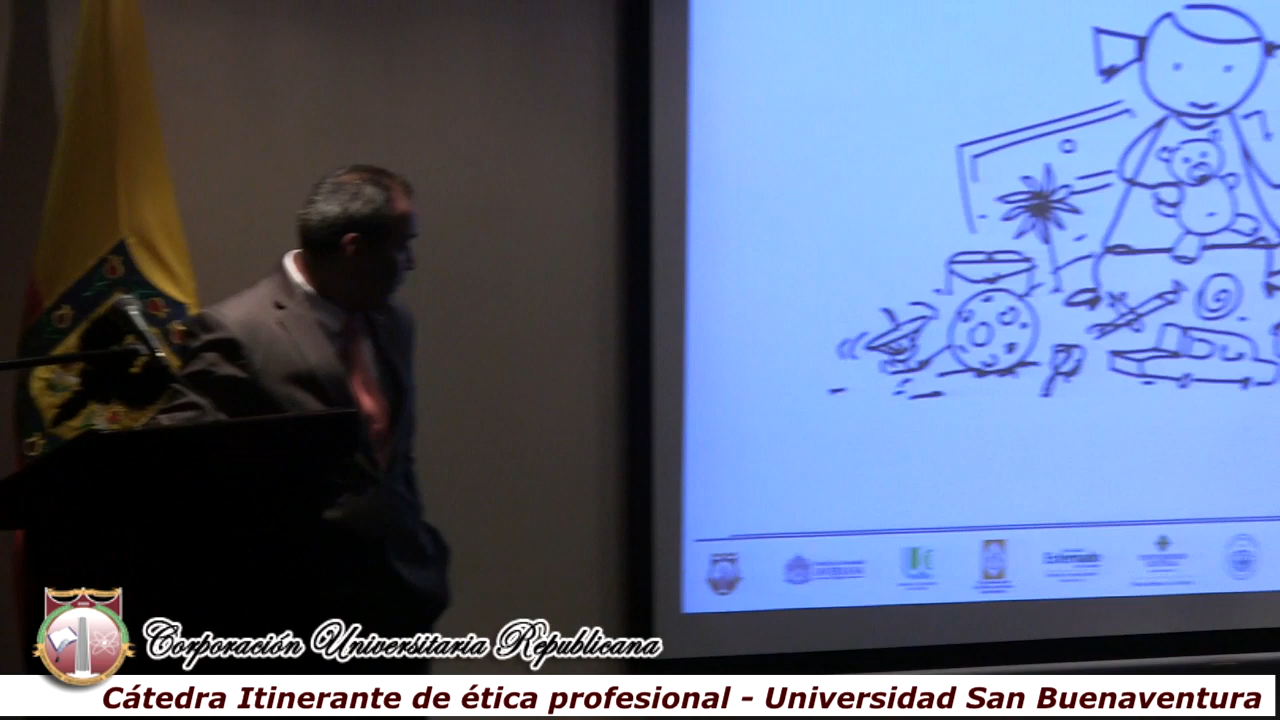 Corporación Universitaria Republicana
Cátedra Itinerante de ética profesional - Universidad San Buenaventura